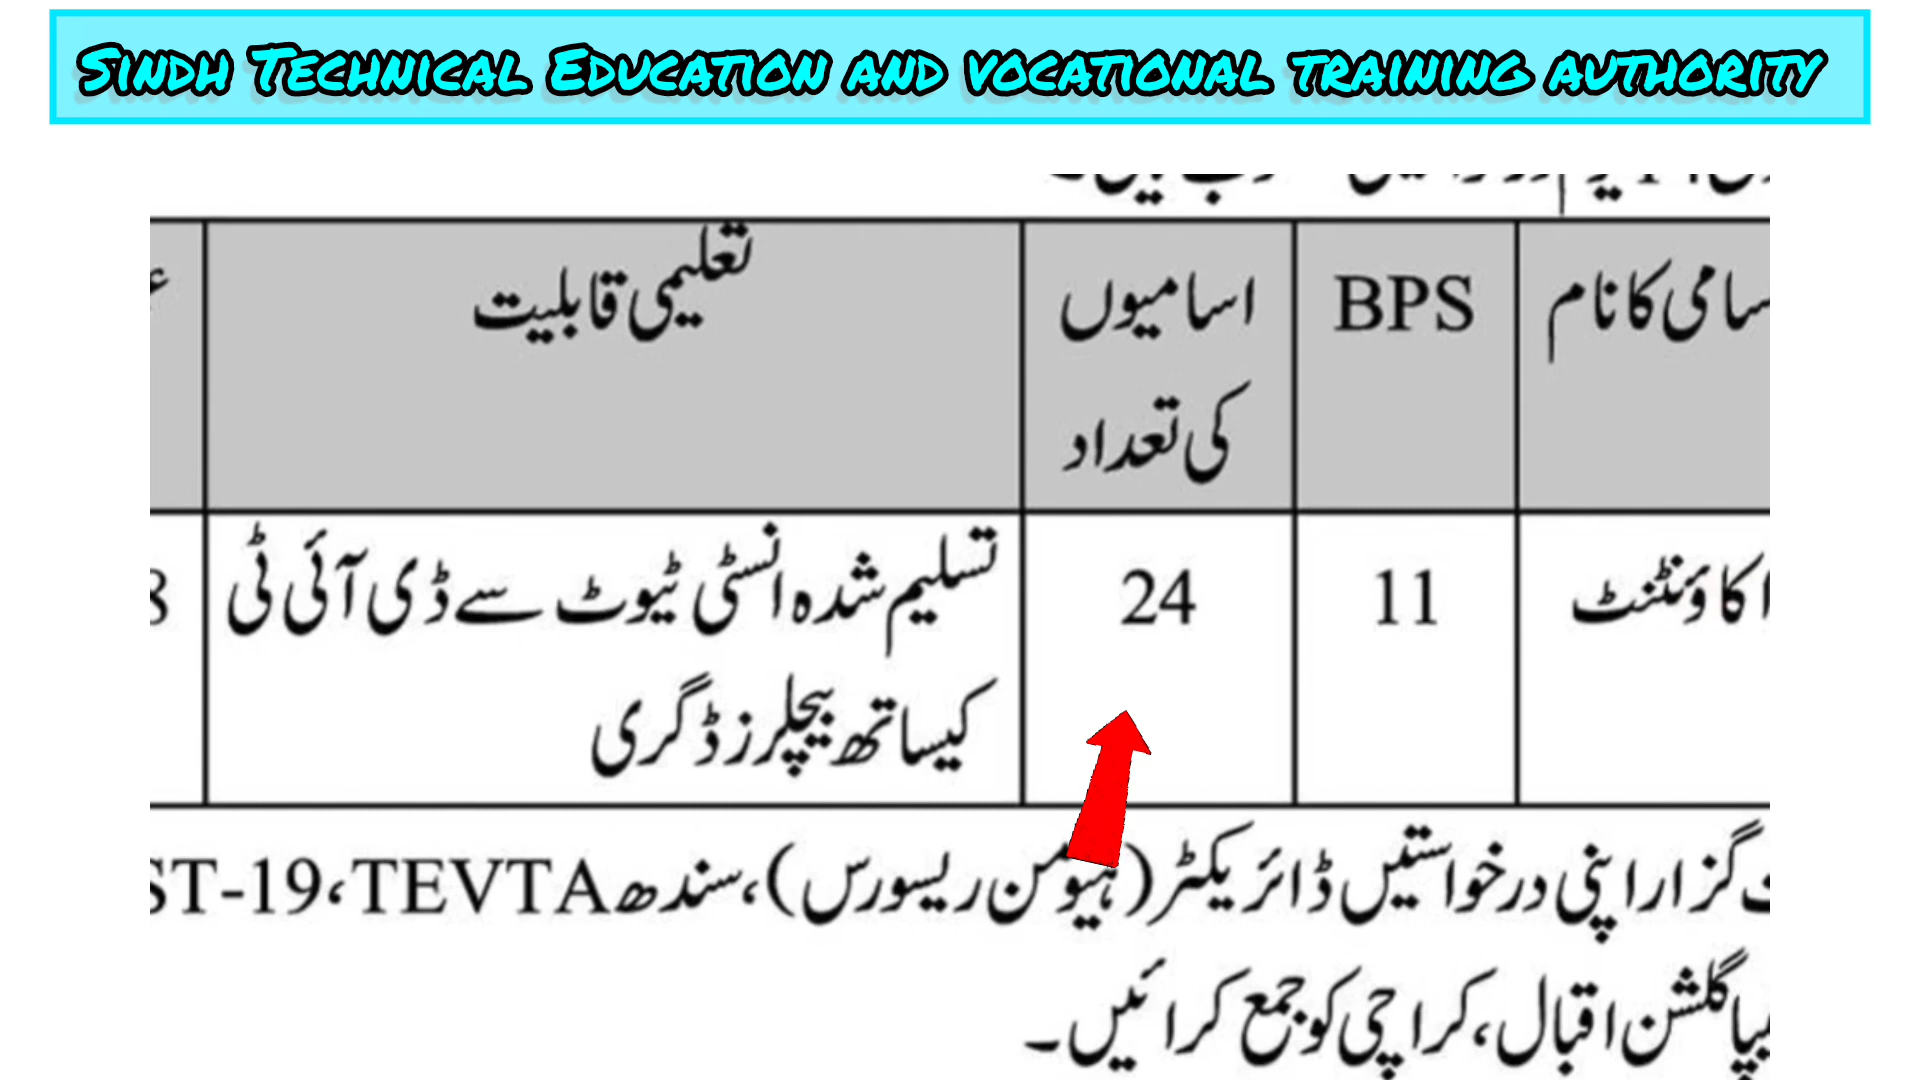 Sindh Technical Education and vocational training authority
سامی کا نام BPS اسامیوں کی تعداد تعلیمی قابلیت
اکاؤنٹنٹ 11 24 تسلیم شدہ انسٹی ٹیوٹ سے ڈی آئی ٹی
کیساتھ بیچلرز ڈگری
گزار اپنی درخواستیں ڈائریکٹر (ہیومن ریسورس)، سندھ TEVTA، ST-19
یپا گلشن اقبال، کراچی کو جمع کرائیں۔